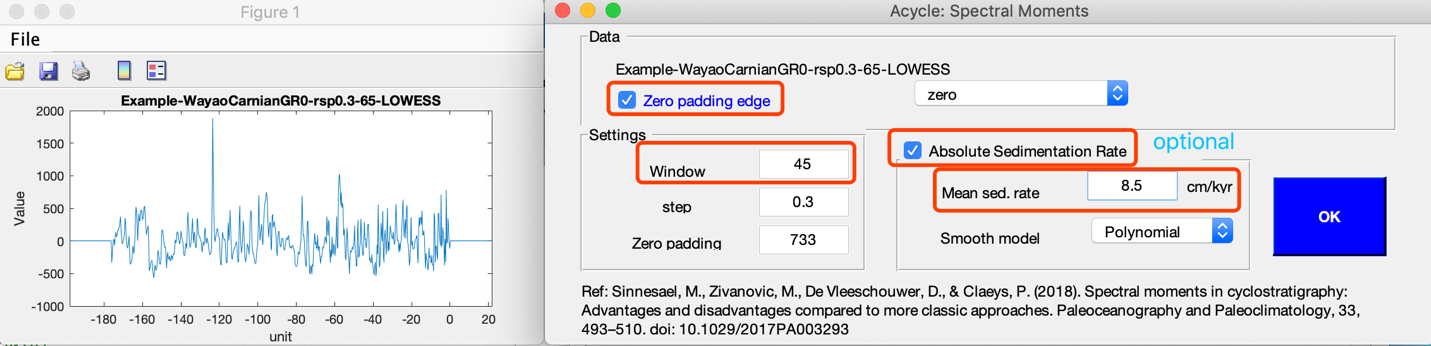 Figure 1
File
Example-WayaoCarnianGR0-rsp0.3-65-LOWESS
2000
1500
1000
500
0
-500
-1000
Value
-180 -160 -140 -120 -100 -80 -60 -40 -20 0 20
unit
Acycle: Spectral Moments
Data
Example-WayaoCarnianGR0-rsp0.3-65-LOWESS
Zero padding edge
zero
Settings
Window 45
step 0.3
Zero padding 733
Absolute Sedimentation Rate
optional
Mean sed. rate 8.5 cm/kyr
Smooth model Polynomial
OK
Ref: Sinnesael, M., Zivanovic, M., De Vleeschouwer, D., & Claeys, P. (2018). Spectral moments in cyclostratigraphy:
Advantages and disadvantages compared to more classic approaches. Paleoceanography and Paleoclimatology, 33,
493–510. doi: 10.1029/2017PA003293